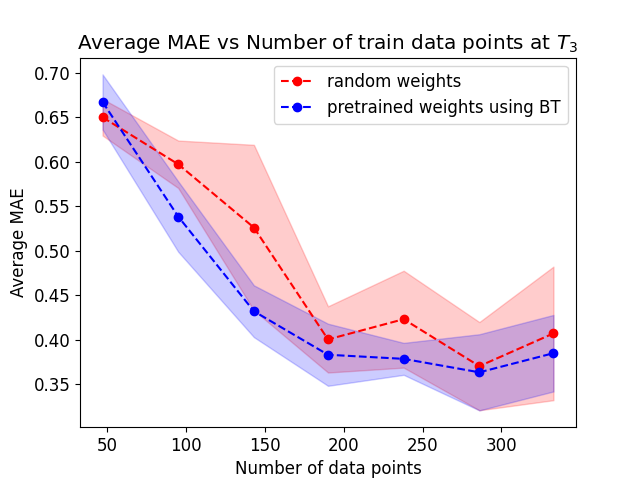 Average MAE vs Number of train data points at $T_3$
random weights
pretrained weights using BT
0.70
0.65
0.60
0.55
0.50
0.45
0.40
0.35
Average MAE
50 100 150 200 250 300
Number of data points